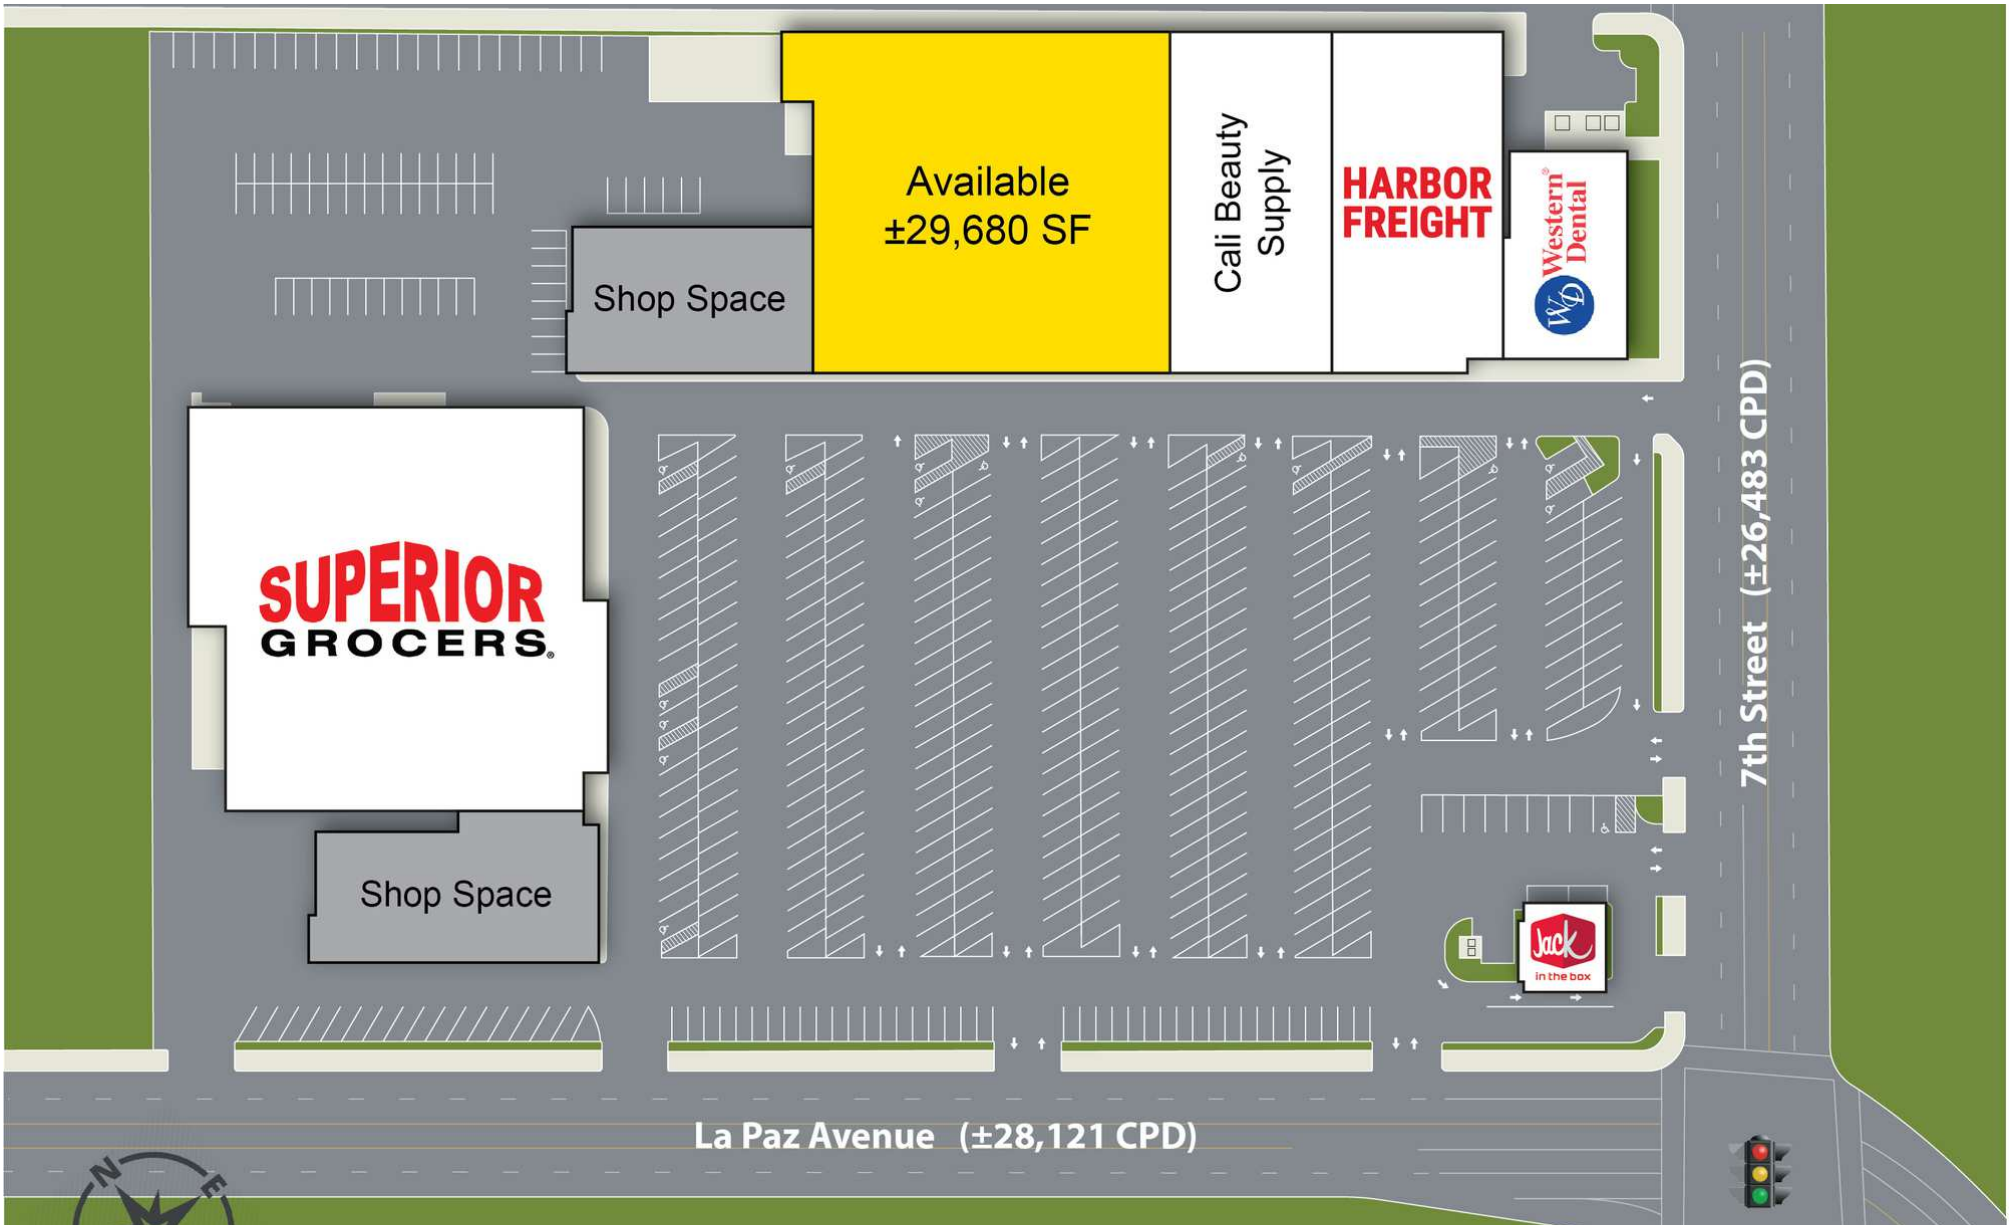 Available
±29,680 SF
Cali Beauty
Supply
HARBOR
FREIGHT
Western®
Dental
WD
Shop Space
SUPERIOR
GROCERS®
Shop Space
Jack
in the box
7th Street (±26,483 CPD)
La Paz Avenue (±28,121 CPD)
N
E